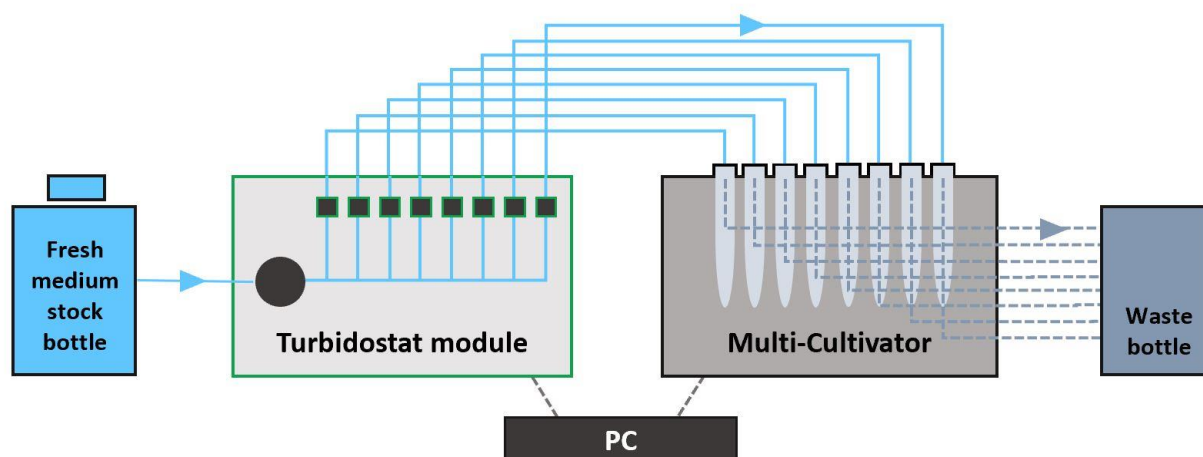 Fresh
medium
stock
bottle
Turbidostat module
Multi-Cultivator
Waste
bottle
PC